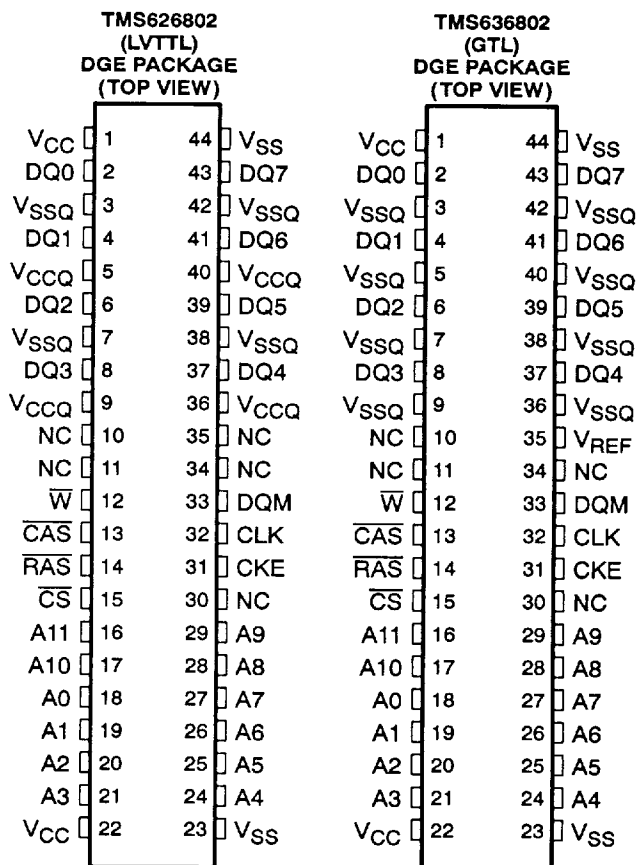 TMS626802
(LVTTL)
DGE PACKAGE
(TOP VIEW)
VCC 1 44 VSS
DQ0 2 43 DQ7
VSSQ 3 42 VSSQ
DQ1 4 41 DQ6
VCCQ 5 40 VCCQ
DQ2 6 39 DQ5
VSSQ 7 38 VSSQ
DQ3 8 37 DQ4
VCCQ 9 36 VCCQ
NC 10 35 NC
NC 11 34 NC
W̅ 12 33 DQM
C̅A̅S̅ 13 32 CLK
R̅A̅S̅ 14 31 CKE
C̅S̅ 15 30 NC
A11 16 29 A9
A10 17 28 A8
A0 18 27 A7
A1 19 26 A6
A2 20 25 A5
A3 21 24 A4
VCC 22 23 VSS
TMS636802
(GTL)
DGE PACKAGE
(TOP VIEW)
VCC 1 44 VSS
DQ0 2 43 DQ7
VSSQ 3 42 VSSQ
DQ1 4 41 DQ6
VSSQ 5 40 VSSQ
DQ2 6 39 DQ5
VSSQ 7 38 VSSQ
DQ3 8 37 DQ4
VSSQ 9 36 VSSQ
NC 10 35 VREF
NC 11 34 NC
W̅ 12 33 DQM
C̅A̅S̅ 13 32 CLK
R̅A̅S̅ 14 31 CKE
C̅S̅ 15 30 NC
A11 16 29 A9
A10 17 28 A8
A0 18 27 A7
A1 19 26 A6
A2 20 25 A5
A3 21 24 A4
VCC 22 23 VSS